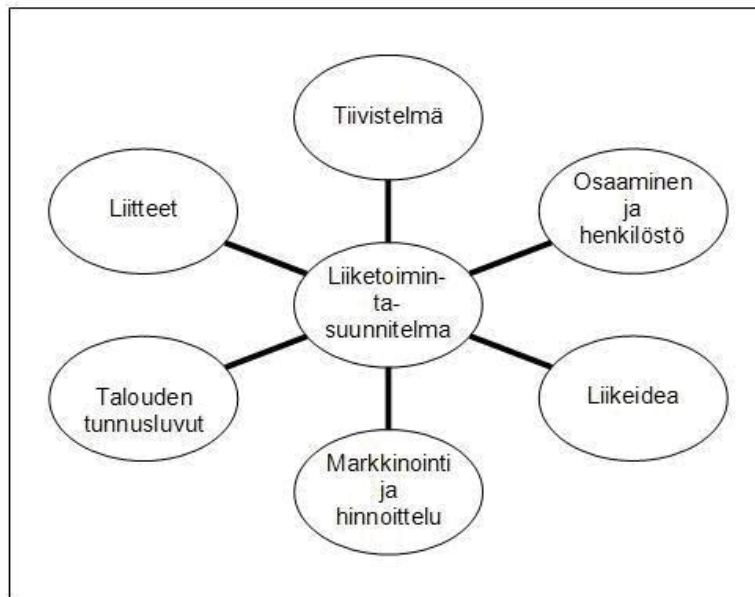 Tiivistelmä
Osaaminen
ja
henkilöstö
Liikeidea
Markkinointi
ja
hinnoittelu
Talouden
tunnusluvut
Liitteet
Liiketoimin-
ta-
suunnitelma